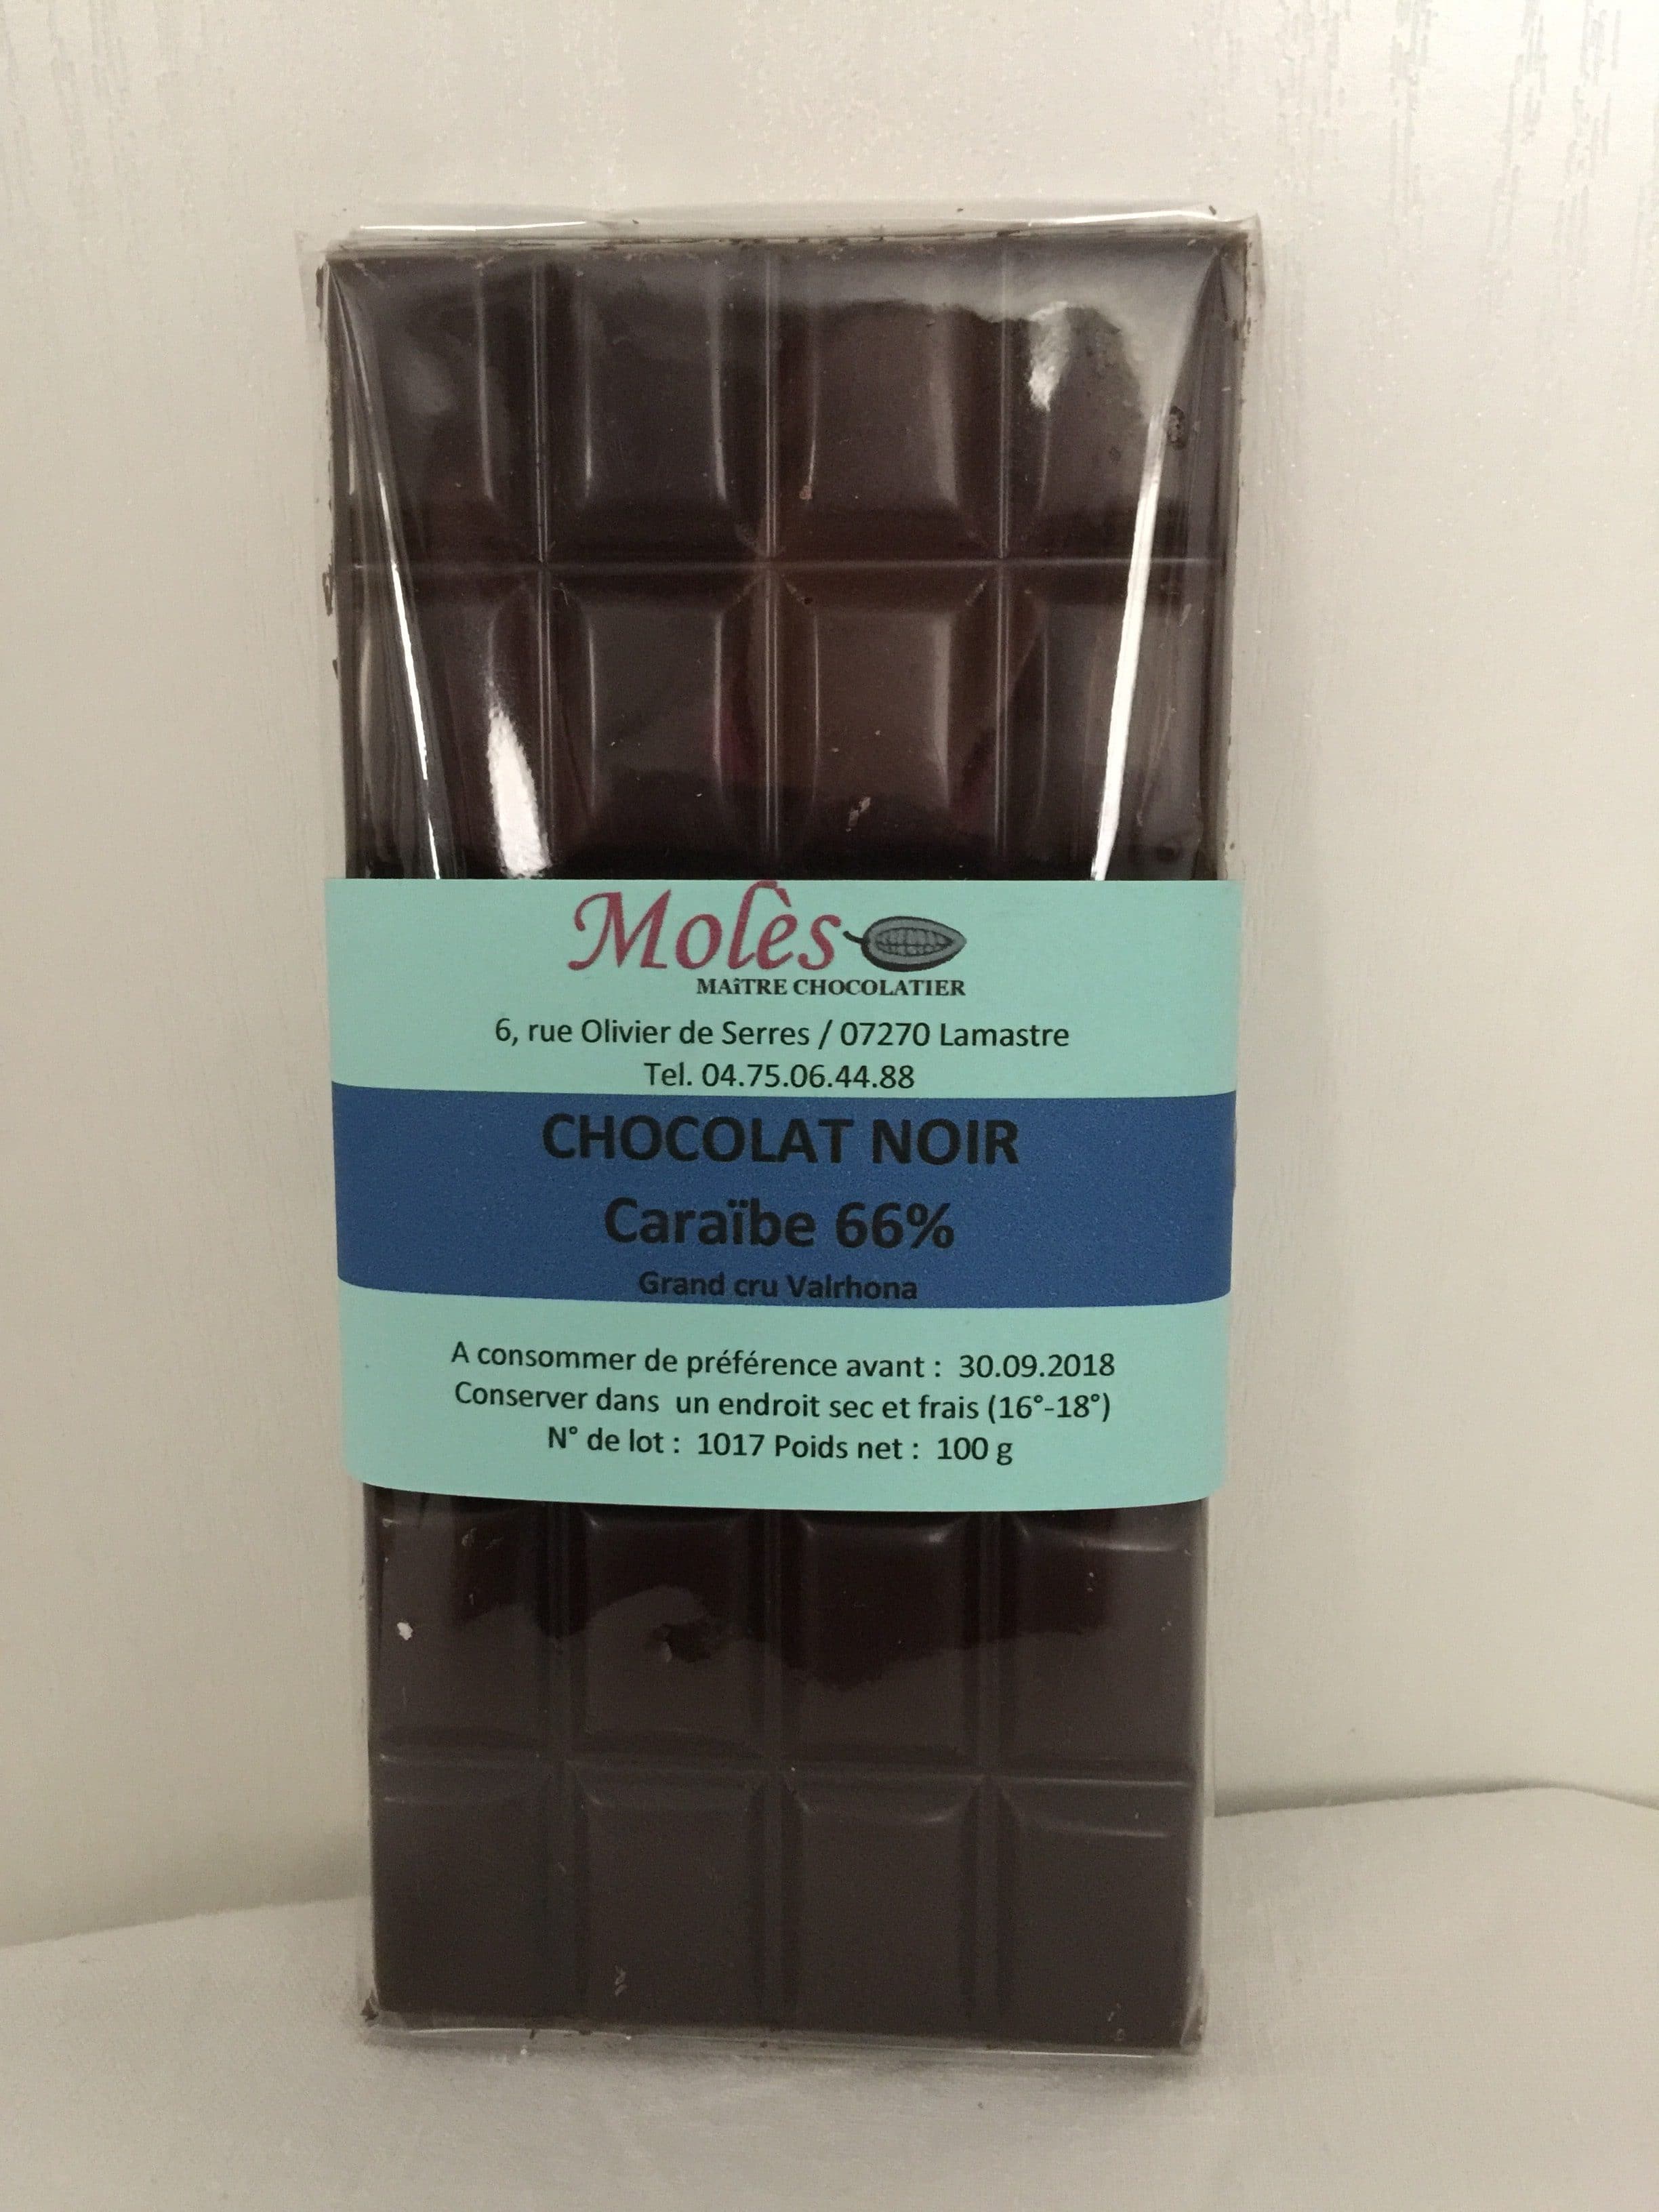 Molès
MAîTRE CHOCOLATIER
6, rue Olivier de Serres / 07270 Lamastre
Tel. 04.75.06.44.88
CHOCOLAT NOIR
Caraïbe 66%
Grand cru Valrhona
A consommer de préférence avant : 30.09.2018
Conserver dans un endroit sec et frais (16°-18°)
N° de lot : 1017 Poids net : 100 g